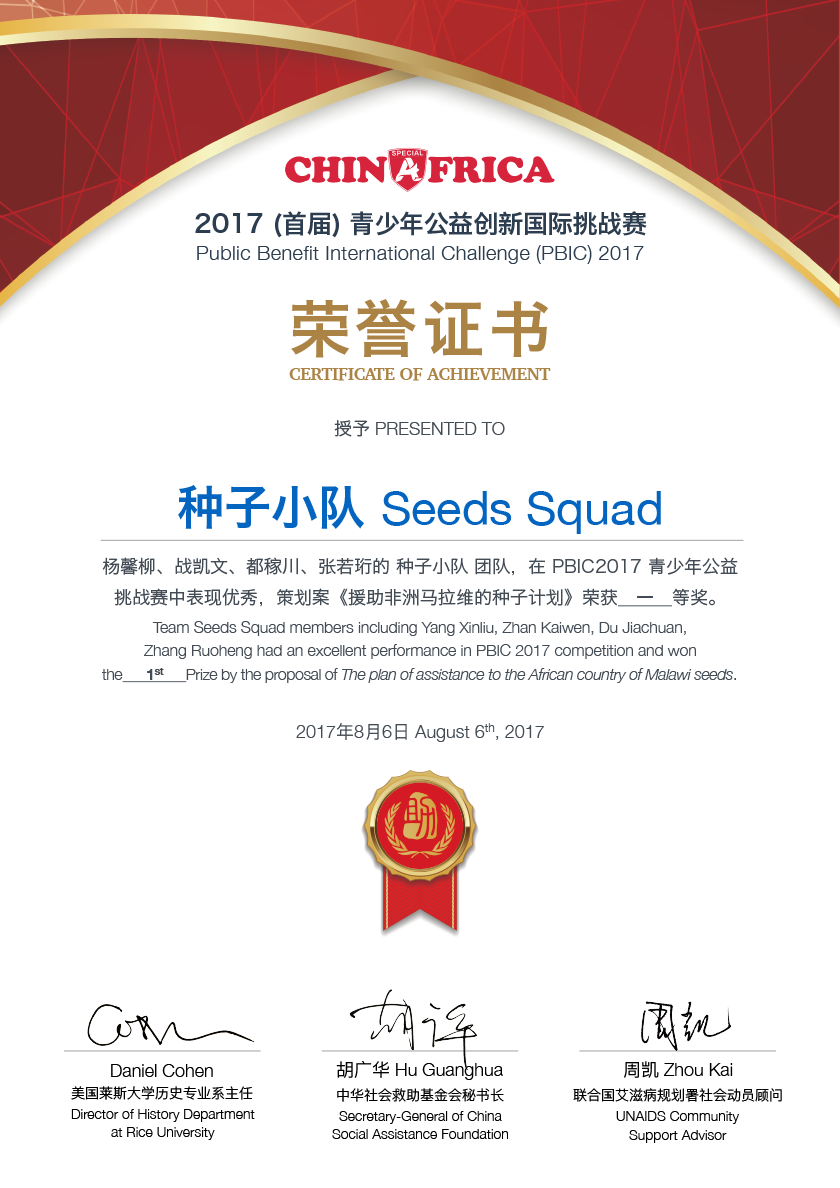 CHINAFRICA
SPECIAL
2017 (首届) 青少年公益创新国际挑战赛
Public Benefit International Challenge (PBIC) 2017
荣誉证书
CERTIFICATE OF ACHIEVEMENT
授予 PRESENTED TO
种子小队 Seeds Squad
杨馨柳、战凯文、都稼川、张若珩的 种子小队 团队，在 PBIC2017 青少年公益
挑战赛中表现优秀，策划案《援助非洲马拉维的种子计划》荣获__一__等奖。
Team Seeds Squad members including Yang Xinliu, Zhan Kaiwen, Du Jiachuan,
Zhang Ruoheng had an excellent performance in PBIC 2017 competition and won
the__1st__Prize by the proposal of The plan of assistance to the African country of Malawi seeds.
2017年8月6日 August 6th, 2017
Daniel Cohen
美国莱斯大学历史专业系主任
Director of History Department
at Rice University
胡广华 Hu Guanghua
中华社会救助基金会秘书长
Secretary-General of China
Social Assistance Foundation
周凯
周凯 Zhou Kai
联合国艾滋病规划署社会动员顾问
UNAIDS Community
Support Advisor